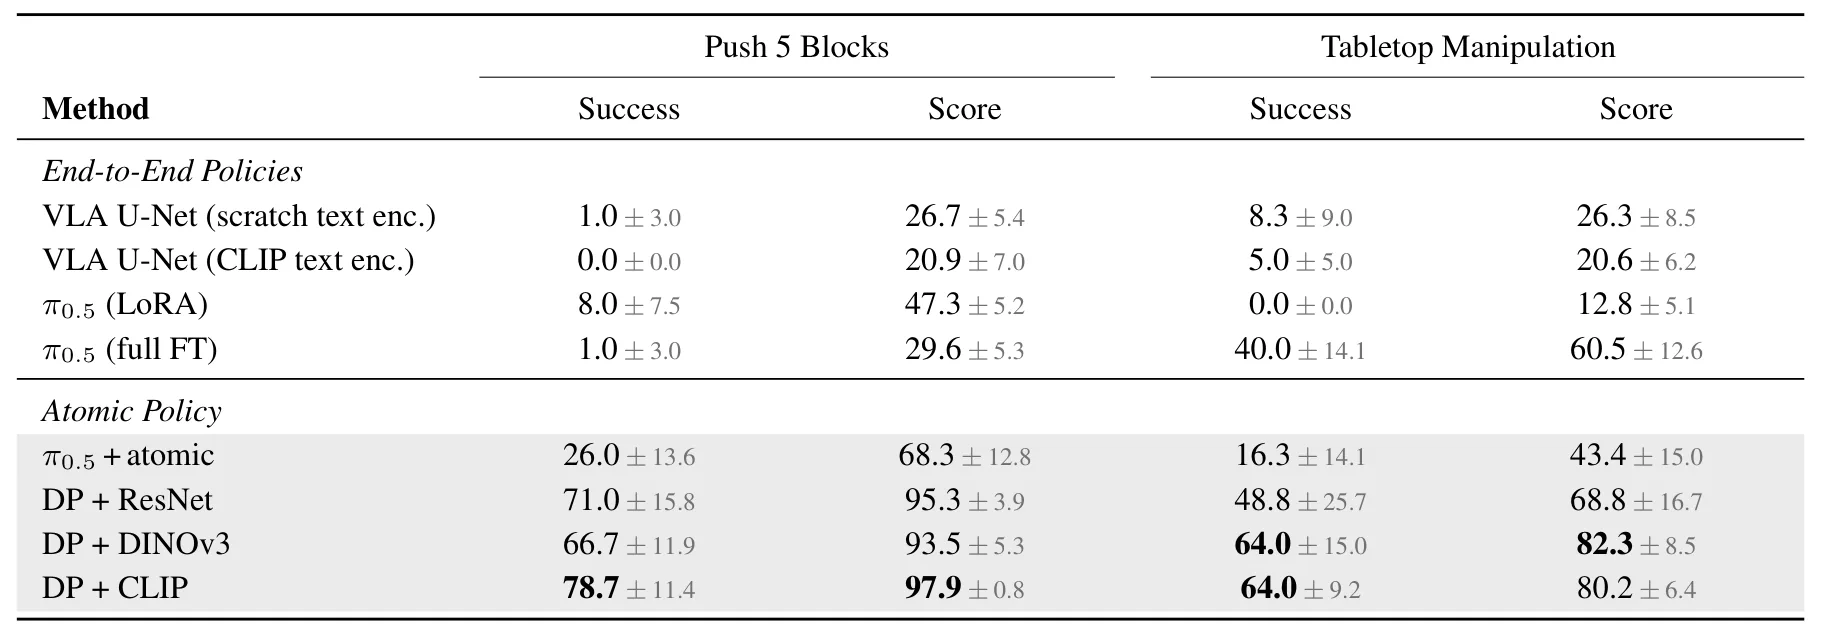 Push 5 Blocks Tabletop Manipulation
Method Success Score Success Score
End-to-End Policies
VLA U-Net (scratch text enc.) 1.0 ± 3.0 26.7 ± 5.4 8.3 ± 9.0 26.3 ± 8.5
VLA U-Net (CLIP text enc.) 0.0 ± 0.0 20.9 ± 7.0 5.0 ± 5.0 20.6 ± 6.2
π0.5 (LoRA) 8.0 ± 7.5 47.3 ± 5.2 0.0 ± 0.0 12.8 ± 5.1
π0.5 (full FT) 1.0 ± 3.0 29.6 ± 5.3 40.0 ± 14.1 60.5 ± 12.6
Atomic Policy
π0.5 + atomic 26.0 ± 13.6 68.3 ± 12.8 16.3 ± 14.1 43.4 ± 15.0
DP + ResNet 71.0 ± 15.8 95.3 ± 3.9 48.8 ± 25.7 68.8 ± 16.7
DP + DINOv3 66.7 ± 11.9 93.5 ± 5.3 64.0 ± 15.0 82.3 ± 8.5
DP + CLIP 78.7 ± 11.4 97.9 ± 0.8 64.0 ± 9.2 80.2 ± 6.4